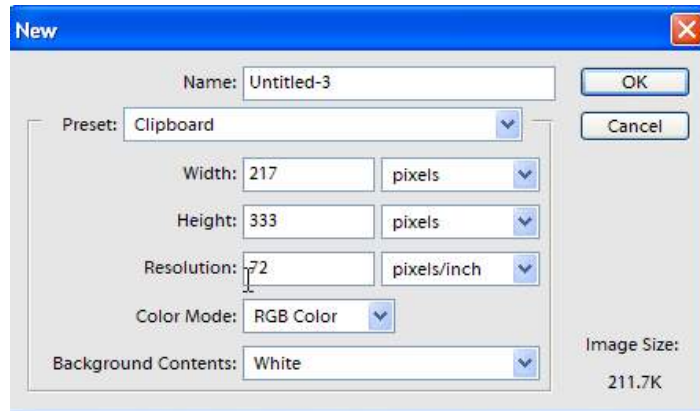 New
Name: Untitled-3
OK
Preset: Clipboard
Cancel
Width: 217 pixels
Height: 333 pixels
Resolution: 72 pixels/inch
Color Mode: RGB Color
Background Contents: White
Image Size:
211.7K